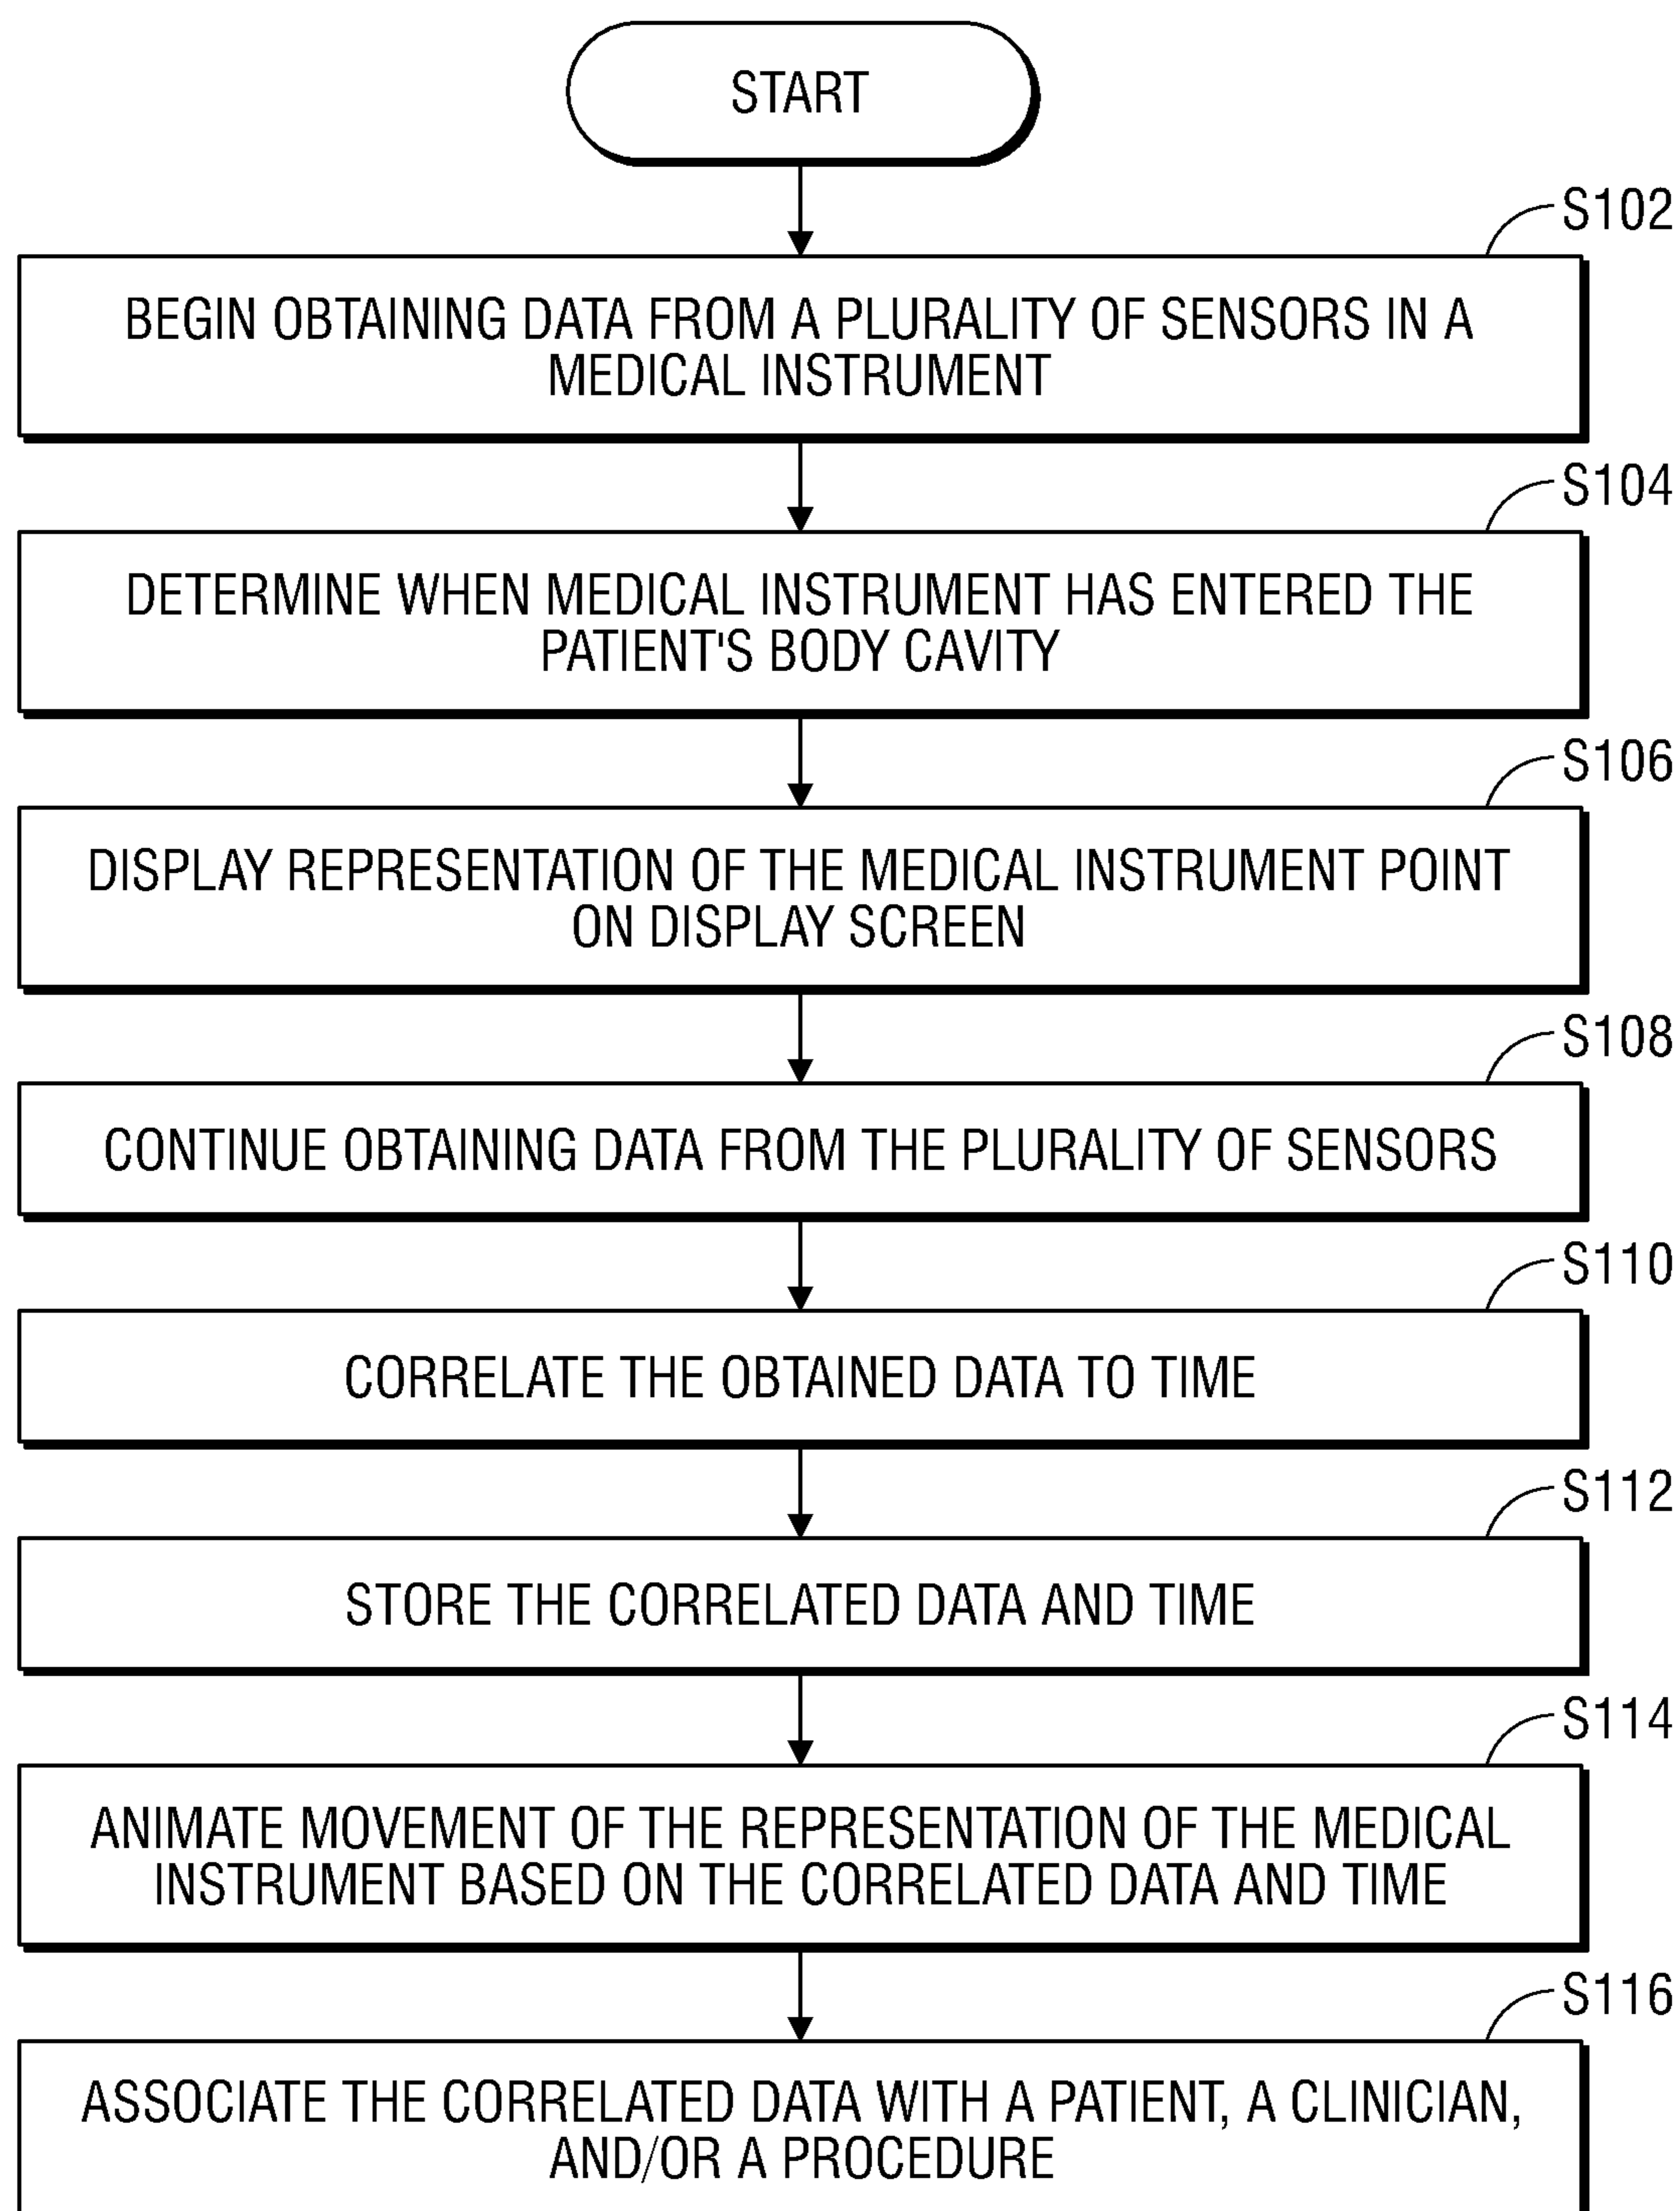 START
S102
BEGIN OBTAINING DATA FROM A PLURALITY OF SENSORS IN A
MEDICAL INSTRUMENT
S104
DETERMINE WHEN MEDICAL INSTRUMENT HAS ENTERED THE
PATIENT'S BODY CAVITY
S106
DISPLAY REPRESENTATION OF THE MEDICAL INSTRUMENT POINT
ON DISPLAY SCREEN
S108
CONTINUE OBTAINING DATA FROM THE PLURALITY OF SENSORS
S110
CORRELATE THE OBTAINED DATA TO TIME
S112
STORE THE CORRELATED DATA AND TIME
S114
ANIMATE MOVEMENT OF THE REPRESENTATION OF THE MEDICAL
INSTRUMENT BASED ON THE CORRELATED DATA AND TIME
S116
ASSOCIATE THE CORRELATED DATA WITH A PATIENT, A CLINICIAN,
AND/OR A PROCEDURE